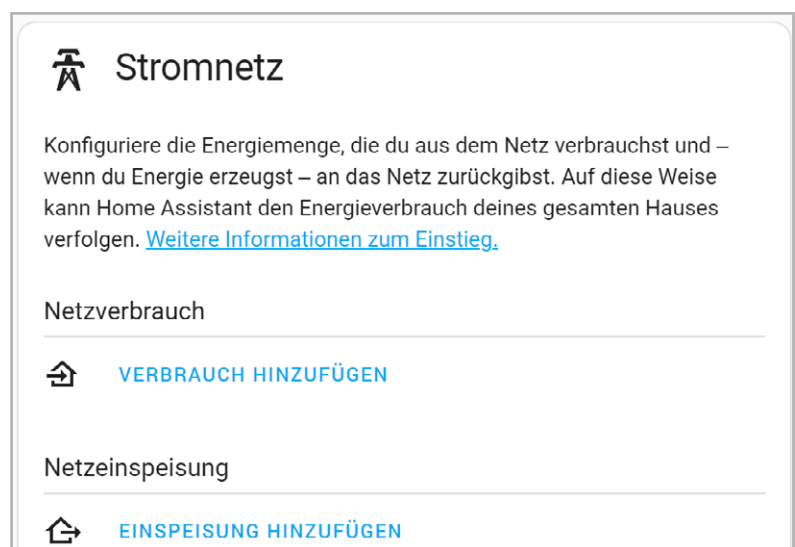 Stromnetz
Konfiguriere die Energiemenge, die du aus dem Netz verbrauchst und –
wenn du Energie erzeugst – an das Netz zurückgibst. Auf diese Weise
kann Home Assistant den Energieverbrauch deines gesamten Hauses
verfolgen. Weitere Informationen zum Einstieg.
Netzverbrauch
VERBRAUCH HINZUFÜGEN
Netzeinspeisung
EINSPEISUNG HINZUFÜGEN